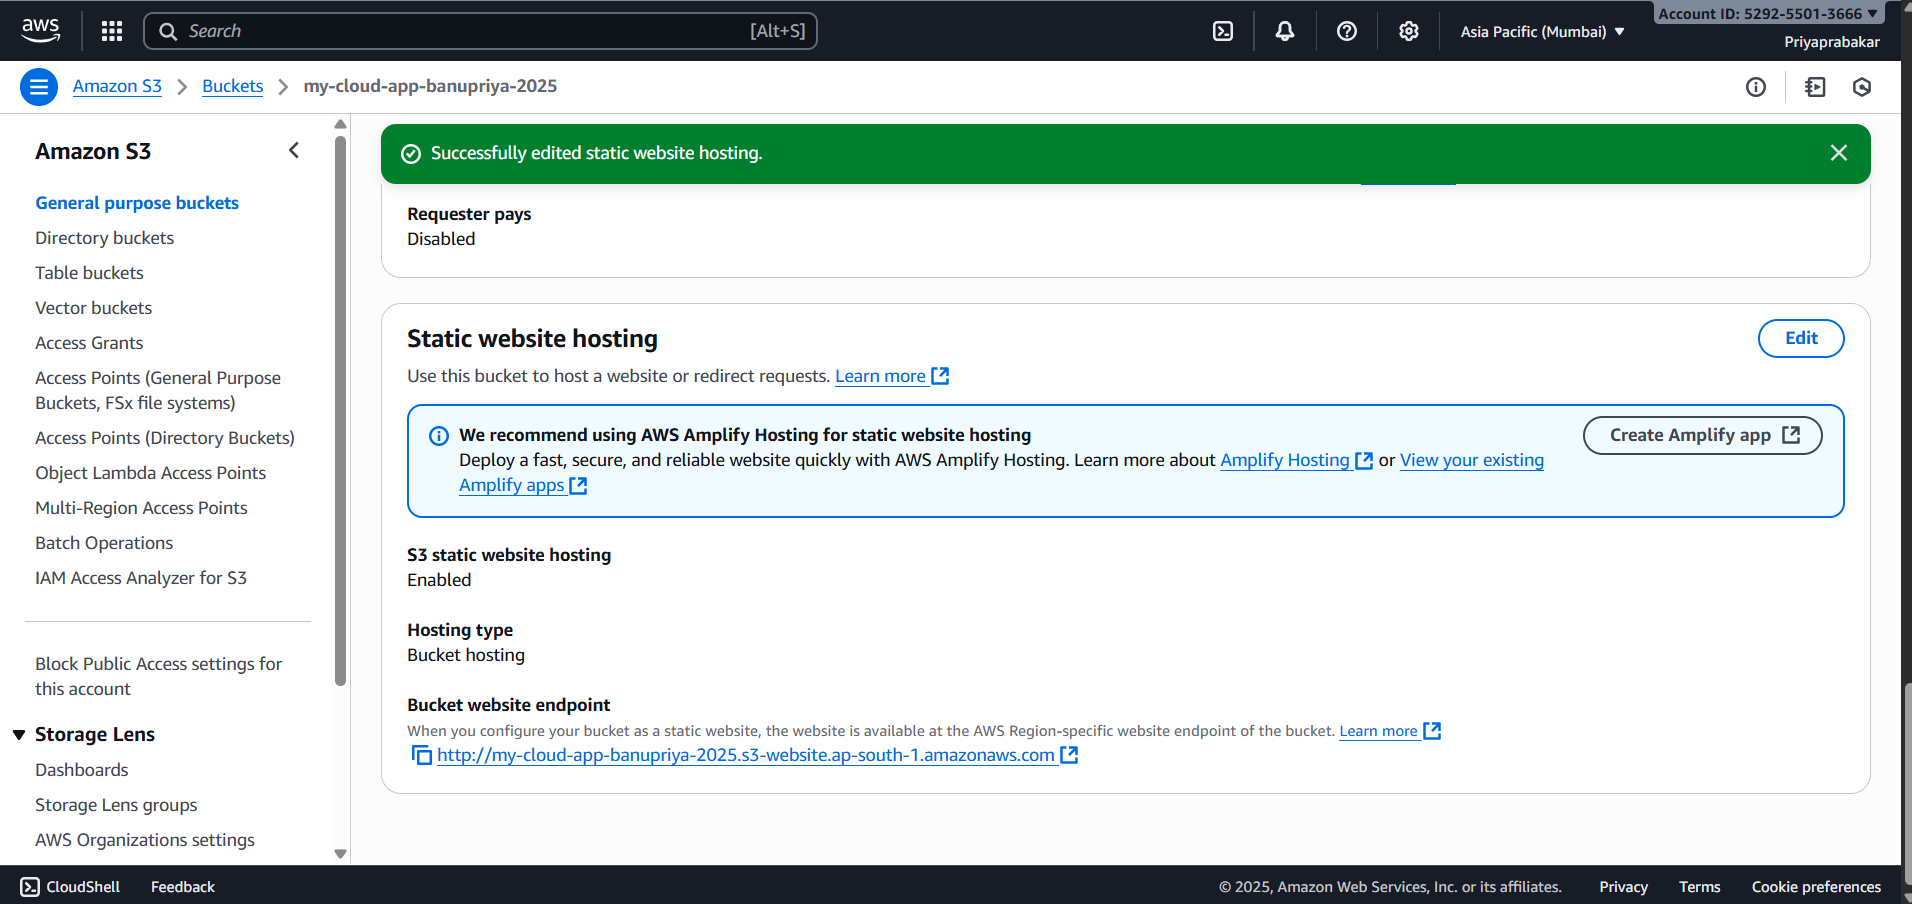 aws
Search
[Alt+S]
Asia Pacific (Mumbai)
Account ID: 5292-5501-3666
Priyaprabakar
Amazon S3
Buckets
my-cloud-app-banupriya-2025
Amazon S3
General purpose buckets
Directory buckets
Table buckets
Vector buckets
Access Grants
Access Points (General Purpose
Buckets, FSx file systems)
Access Points (Directory Buckets)
Object Lambda Access Points
Multi-Region Access Points
Batch Operations
IAM Access Analyzer for S3
Block Public Access settings for
this account
Storage Lens
Dashboards
Storage Lens groups
AWS Organizations settings
Successfully edited static website hosting.
Requester pays
Disabled
Static website hosting
Edit
Use this bucket to host a website or redirect requests. Learn more
We recommend using AWS Amplify Hosting for static website hosting
Create Amplify app
Deploy a fast, secure, and reliable website quickly with AWS Amplify Hosting. Learn more about Amplify Hosting or View your existing
Amplify apps
S3 static website hosting
Enabled
Hosting type
Bucket hosting
Bucket website endpoint
When you configure your bucket as a static website, the website is available at the AWS Region-specific website endpoint of the bucket. Learn more
http://my-cloud-app-banupriya-2025.s3-website.ap-south-1.amazonaws.com
CloudShell
Feedback
© 2025, Amazon Web Services, Inc. or its affiliates.
Privacy
Terms
Cookie preferences